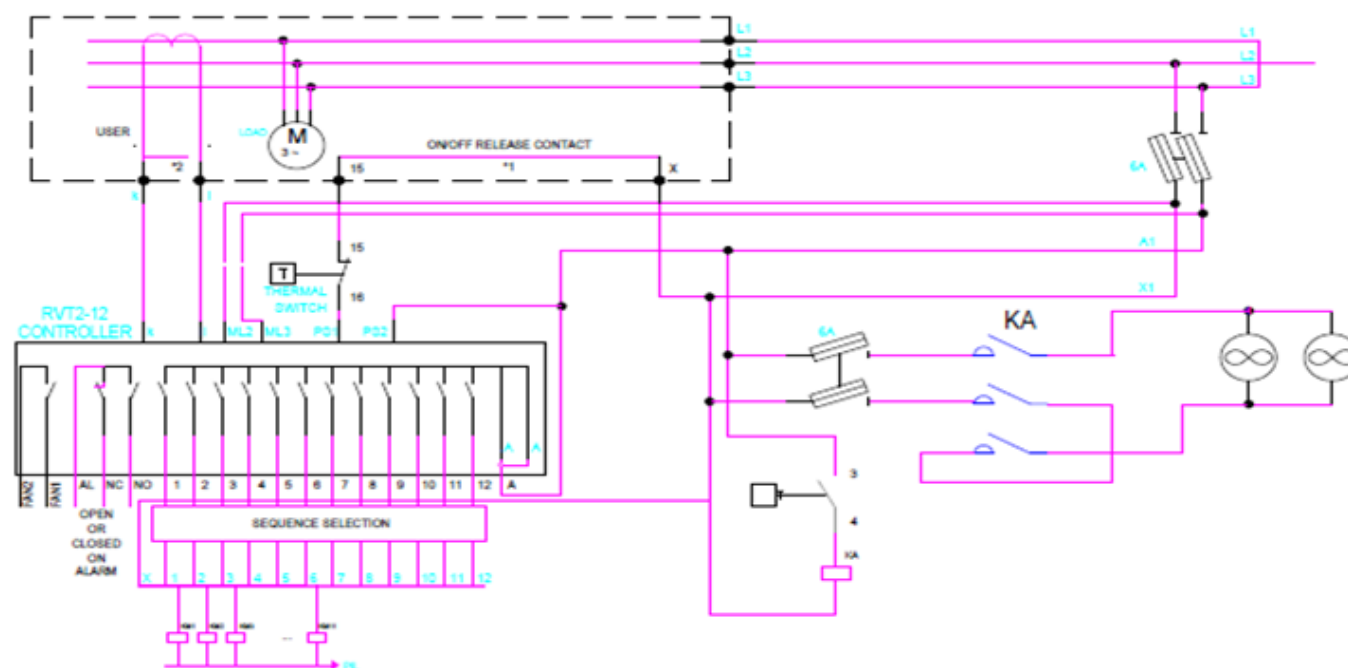 L1 L1
L2 L2
L3 L3
USER
LOAD
M
3 ~
ON/OFF RELEASE CONTACT
*2
15
*1
X
6A
k
l
15
A1
T
THERMAL
SWITCH
16
X1
RVT2-12
CONTROLLER
k
l
ML2
ML3
PG1
PG2
6A
KA
A A
FAN2
FAN1
AL NC NO 1 2 3 4 5 6 7 8 9 10 11 12 A
3
OPEN
OR
CLOSED
ON
ALARM
SEQUENCE SELECTION
4
KA
X 1 2 3 4 5 6 7 8 9 10 11 12
...